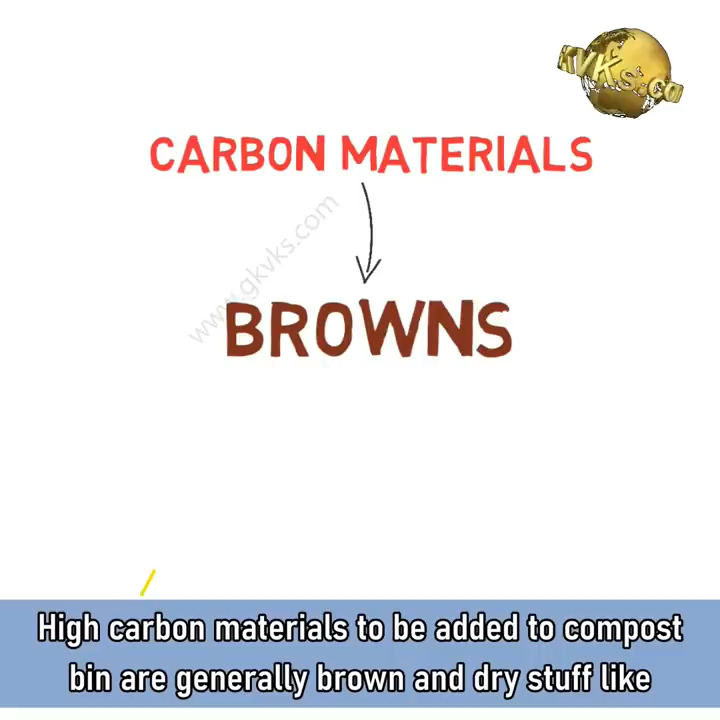 CARBON MATERIALS
www.gkvks.com
BROWNS
High carbon materials to be added to compost
bin are generally brown and dry stuff like